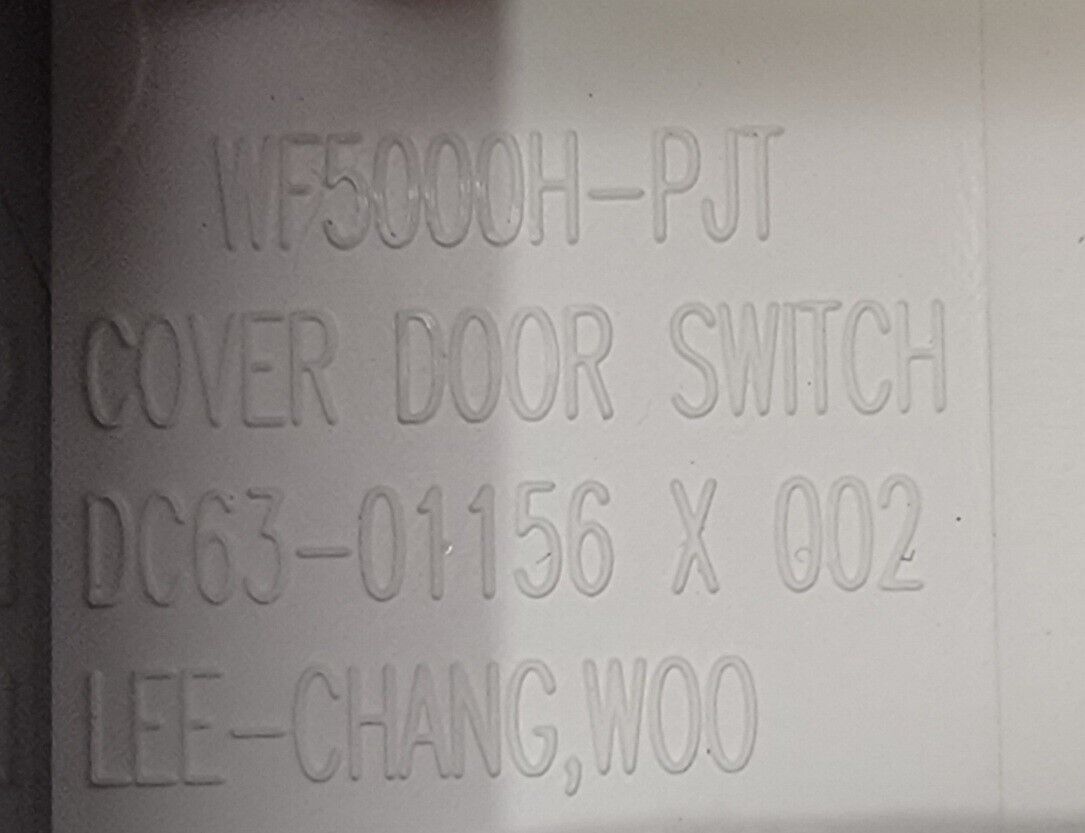 WF5000H-PJT
COVER DOOR SWITCH
DC63-01156 X 002
LEE-CHANG,WOO